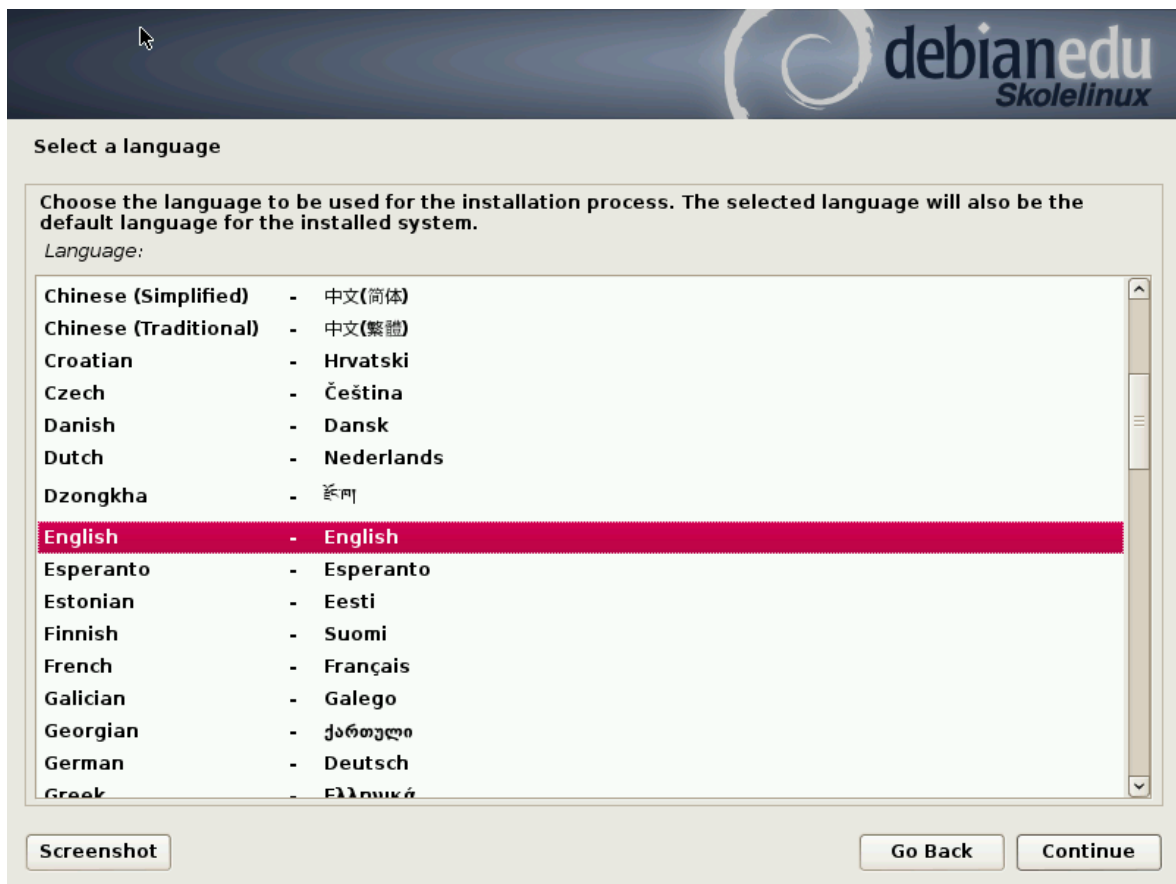 debianedu
Skolelinux
Select a language
Choose the language to be used for the installation process. The selected language will also be the
default language for the installed system.
Language:
Chinese (Simplified) - 中文(简体)
Chinese (Traditional) - 中文(繁體)
Croatian - Hrvatski
Czech - Čeština
Danish - Dansk
Dutch - Nederlands
Dzongkha - རྫོང་ཁ།
English - English
Esperanto - Esperanto
Estonian - Eesti
Finnish - Suomi
French - Français
Galician - Galego
Georgian - ქართული
German - Deutsch
Greek - Ελληνικά
Screenshot Go Back Continue